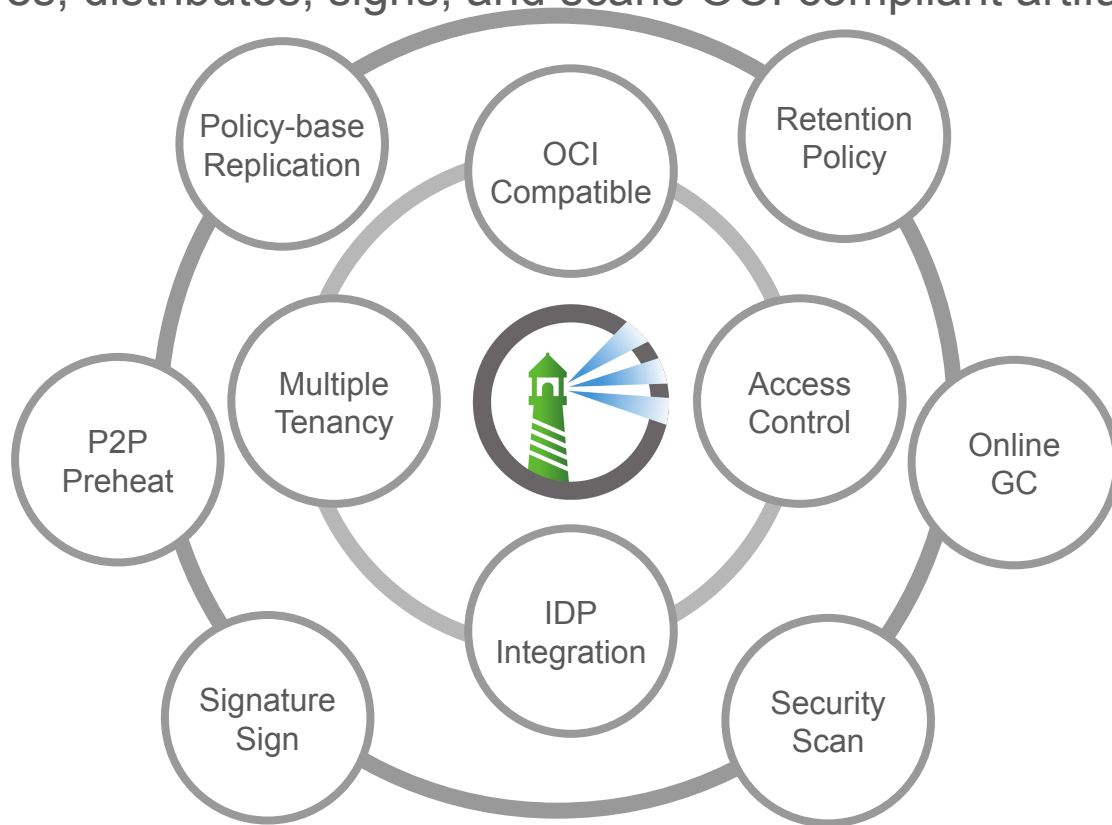 distributes, signs, and scans OCI compliant
Policy-base
Replication
OCI
Compatible
Retention
Policy
Multiple
Tenancy
Access
Control
P2P
Preheat
Online
GC
IDP
Integration
Signature
Sign
Security
Scan